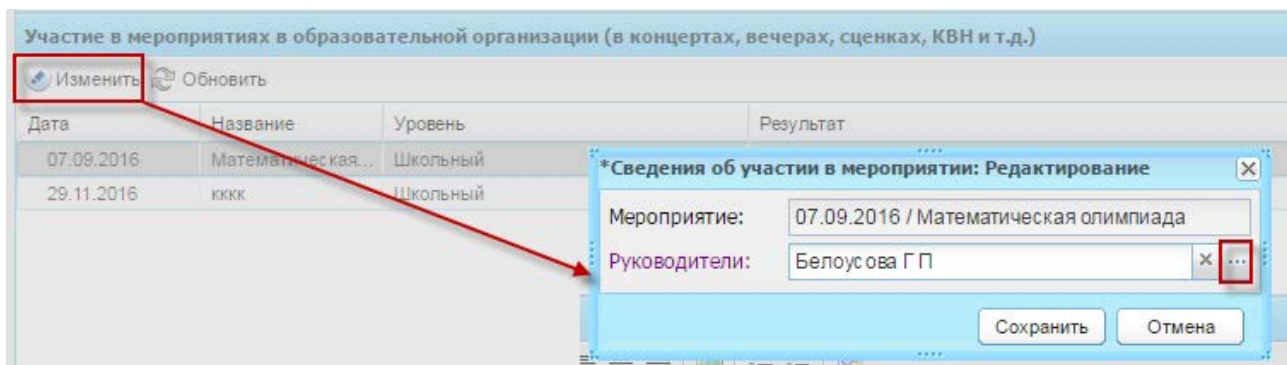 Участие в мероприятиях в образовательной организации (в концертах, вечерах, сценках, КВН и т.д.)
Изменить Обновить
Дата Название Уровень Результат
07.09.2016 Математическая... Школьный
29.11.2016 кккк Школьный
*Сведения об участии в мероприятии: Редактирование
Мероприятие: 07.09.2016 / Математическая олимпиада
Руководители: Белоусова Г П
Сохранить Отмена